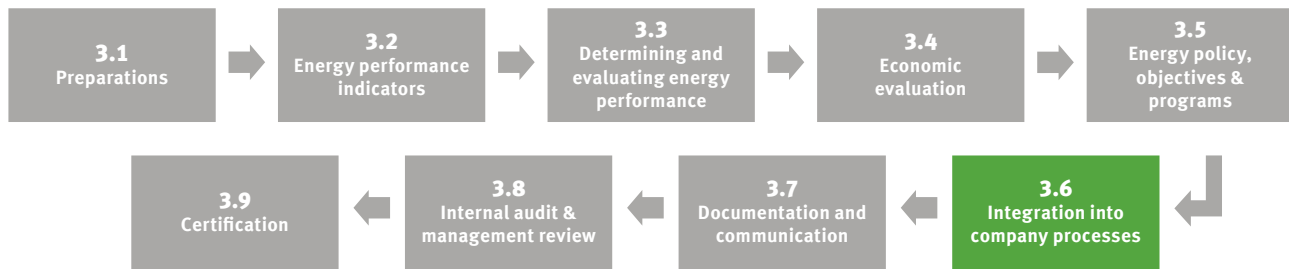 3.1
Preparations
3.2
Energy performance
indicators
3.3
Determining and
evaluating energy
performance
3.4
Economic
evaluation
3.5
Energy policy,
objectives &
programs
3.6
Integration into
company processes
3.7
Documentation and
communication
3.8
Internal audit &
management review
3.9
Certification